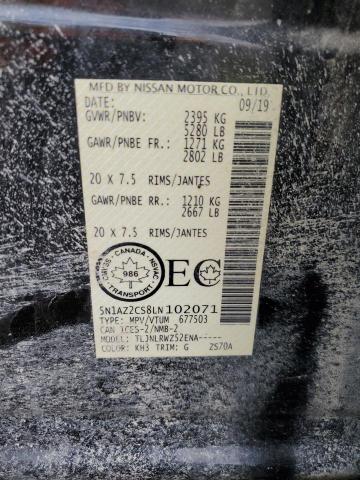 MFD BY NISSAN MOTOR CO., LTD.
DATE: 09/19
GVWR/PNBV: 2395 KG
5280 LB
GAWR/PNBE FR.: 1271 KG
2802 LB
20 X 7.5 RIMS/JANTES
GAWR/PNBE RR.: 1210 KG
2667 LB
20 X 7.5 RIMS/JANTES
CANADA
NSVAC
986
TRANSPORT
EC
5N1AZ2CS8LN102071
TYPE: MPV/VTUM 677503
CAN ICES-2/NMB-2
MODEL: TLJNLRWZ52ENA-----
COLOR: KH3 TRIM: G 2S70A